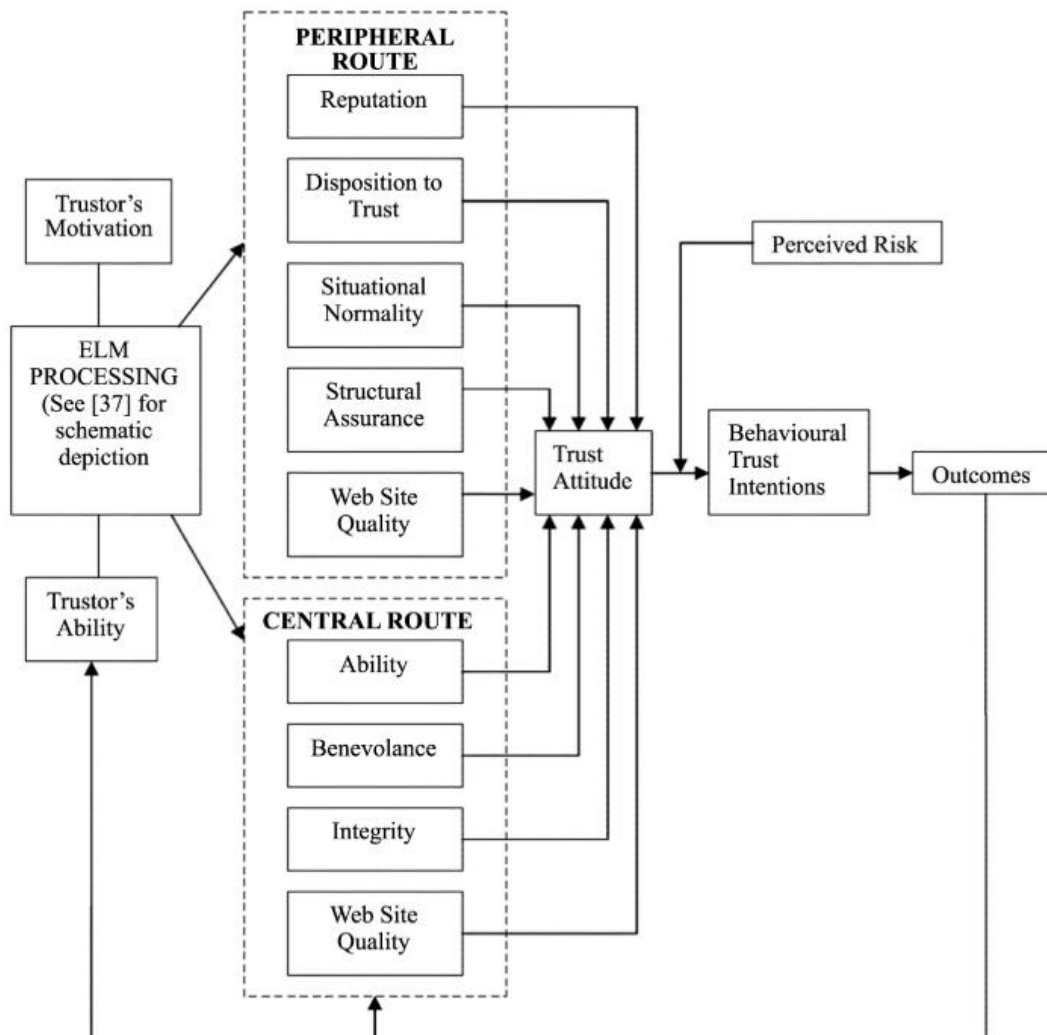 PERIPHERAL
ROUTE
Reputation
Disposition to
Trust
Situational
Normality
Structural
Assurance
Web Site
Quality
Trustor's
Motivation
ELM
PROCESSING
(See [37] for
schematic
depiction
Trustor's
Ability
CENTRAL ROUTE
Ability
Benevolance
Integrity
Web Site
Quality
Trust
Attitude
Perceived Risk
Behavioural
Trust
Intentions
Outcomes